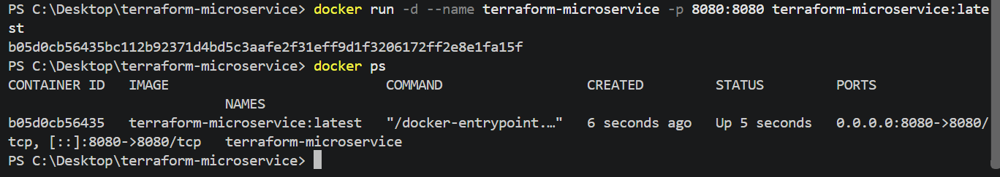 PS C:\Desktop\terraform-microservice> docker run -d --name terraform-microservice -p 8080:8080 terraform-microservice:late
st
b05d0cb56435bc112b92371d4bd5c3aafe2f31eff9d1f3206172ff2e8e1fa15f
PS C:\Desktop\terraform-microservice> docker ps
CONTAINER ID   IMAGE                           COMMAND                  CREATED         STATUS         PORTS
                       NAMES
b05d0cb56435   terraform-microservice:latest   "/docker-entrypoint.…"   6 seconds ago   Up 5 seconds   0.0.0.0:8080->8080/
tcp, [::]:8080->8080/tcp   terraform-microservice
PS C:\Desktop\terraform-microservice>